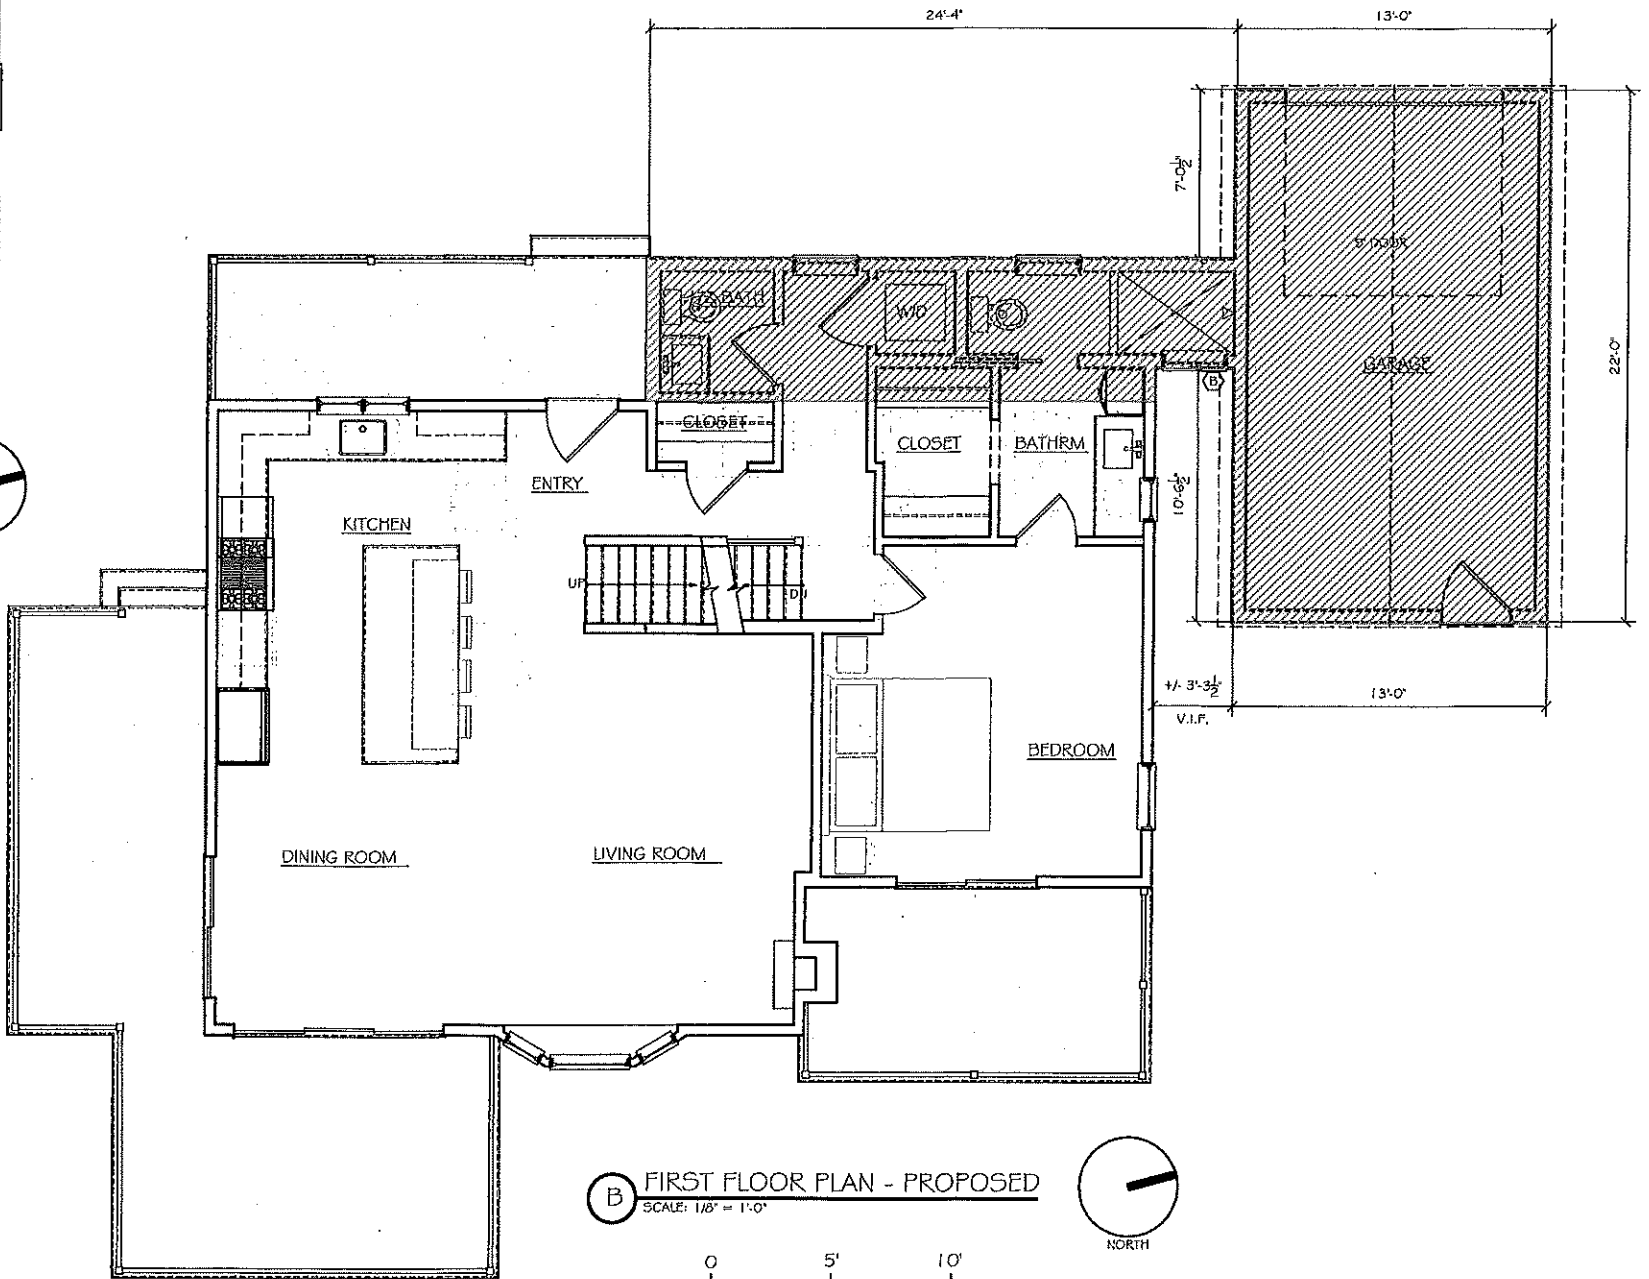 24'-4"
13'-0"
7'-0½"
9' DOOR
1/2 BATH
W/D
22'-0"
GARAGE
B
CLOSET
CLOSET
BATHRM
ENTRY
10'-6½"
KITCHEN
UP
DN
+/- 3'-3½"
V.I.F.
13'-0"
BEDROOM
DINING ROOM
LIVING ROOM
B FIRST FLOOR PLAN - PROPOSED
SCALE: 1/8" = 1'-0"
NORTH
0 5' 10'